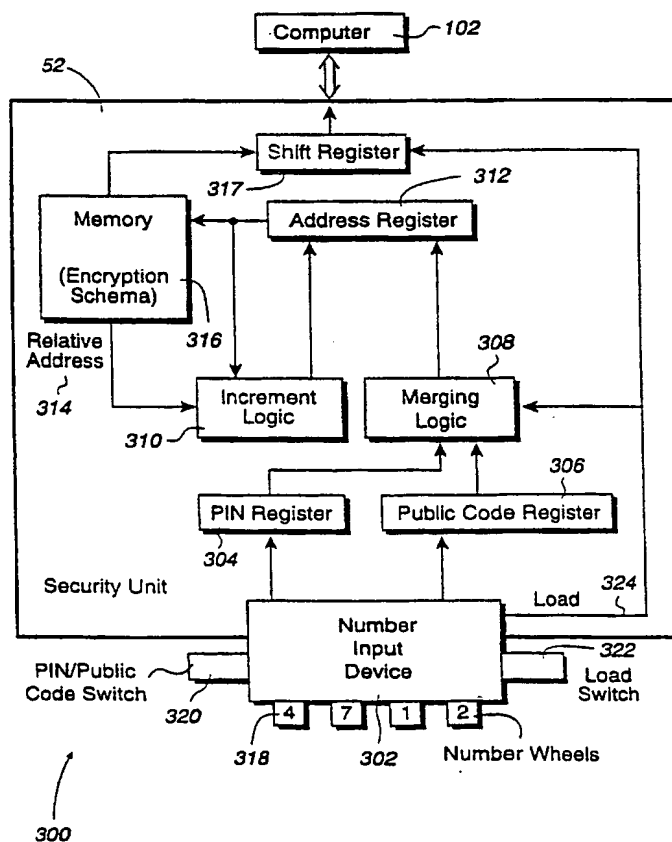 Computer
102
52
Shift Register
317
312
Memory
Address Register
(Encryption
Schema)
316
Relative
Address
314
308
Increment
Logic
310
Merging
Logic
306
PIN Register
304
Public Code Register
Security Unit
Load
324
Number
Input
Device
322
PIN/Public
Code Switch
320
Load
Switch
4 7 1 2
318
302
Number Wheels
300